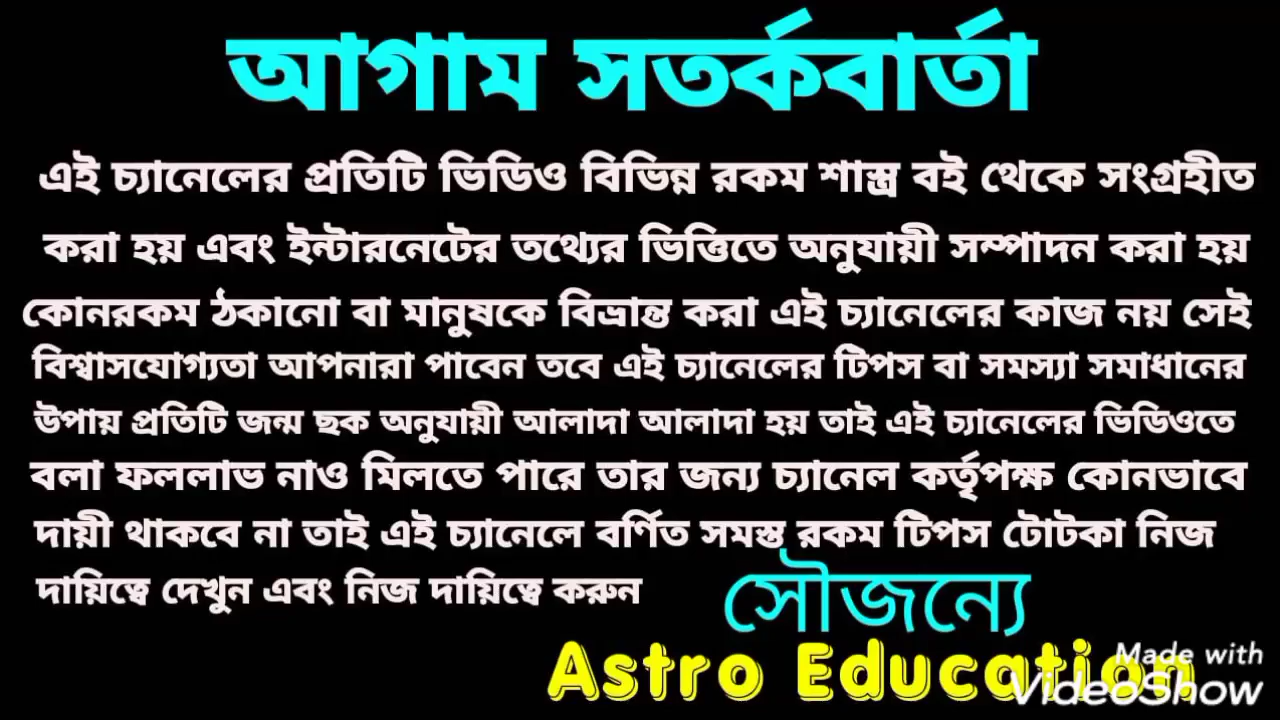 আগাম সতর্কবার্তা
এই চ্যানেলের প্রতিটি ভিডিও বিভিন্ন রকম শাস্ত্র বই থেকে সংগ্রহীত
করা হয় এবং ইন্টারনেটের তথ্যের ভিত্তিতে অনুযায়ী সম্পাদন করা হয়
কোনরকম ঠকানো বা মানুষকে বিভ্রান্ত করা এই চ্যানেলের কাজ নয় সেই
বিশ্বাসযোগ্যতা আপনারা পাবেন তবে এই চ্যানেলের টিপস বা সমস্যা সমাধানের
উপায় প্রতিটি জন্ম ছক অনুযায়ী আলাদা আলাদা হয় তাই এই চ্যানেলের ভিডিওতে
বলা ফললাভ নাও মিলতে পারে তার জন্য চ্যানেল কর্তৃপক্ষ কোনভাবে
দায়ী থাকবে না তাই এই চ্যানেলে বর্ণিত সমস্ত রকম টিপস টোটকা নিজ
দায়িত্বে দেখুন এবং নিজ দায়িত্বে করুন
সৌজন্যে
Astro Education
Made with
VideoShow